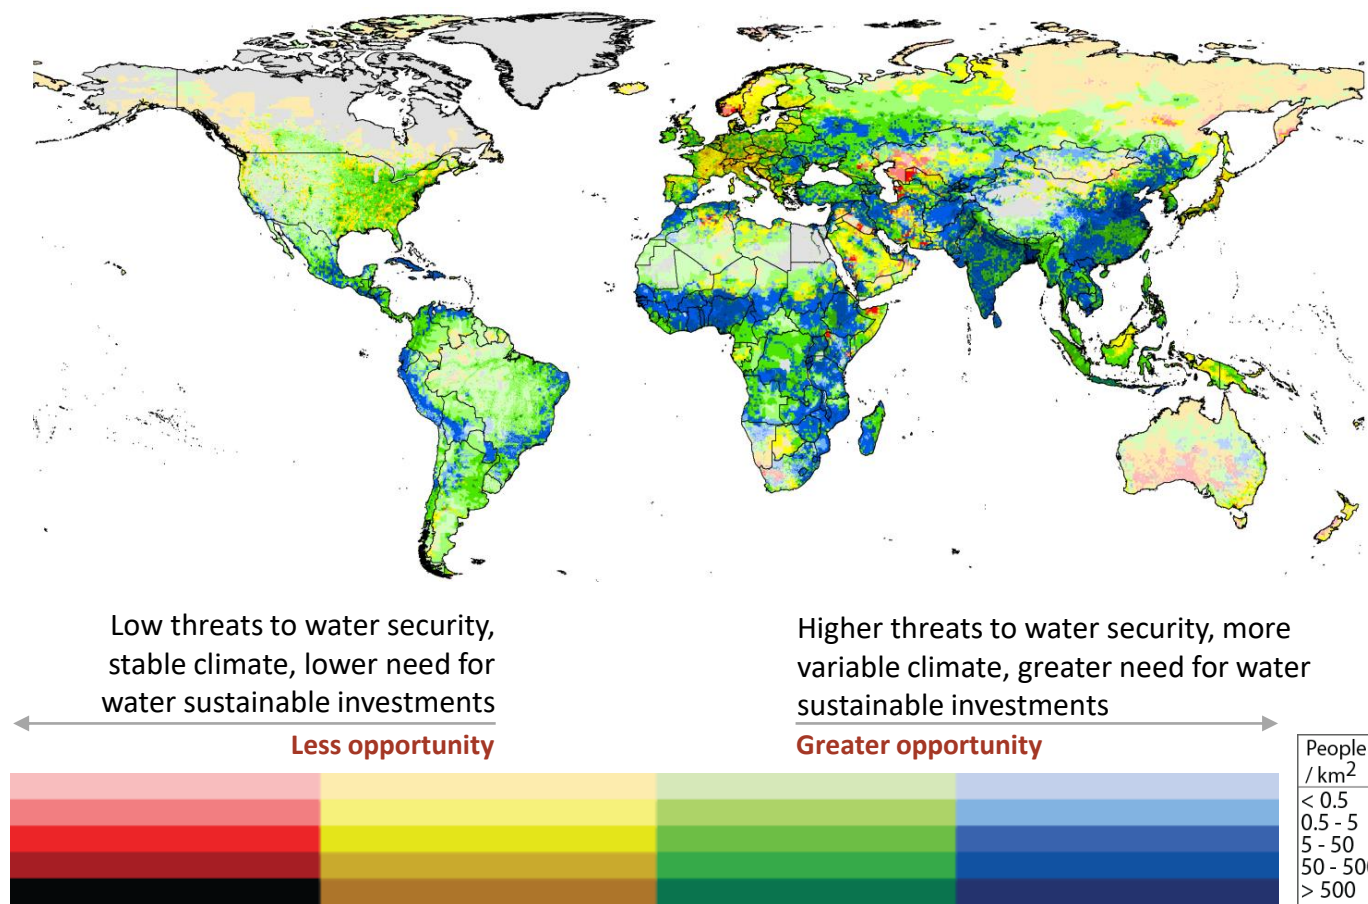 Low threats to water security,
stable climate, lower need for
water sustainable investments
Less opportunity
Higher threats to water security, more
variable climate, greater need for water
sustainable investments
Greater opportunity
People
/ km²
< 0.5
0.5 - 5
5 - 50
50 - 500
> 500